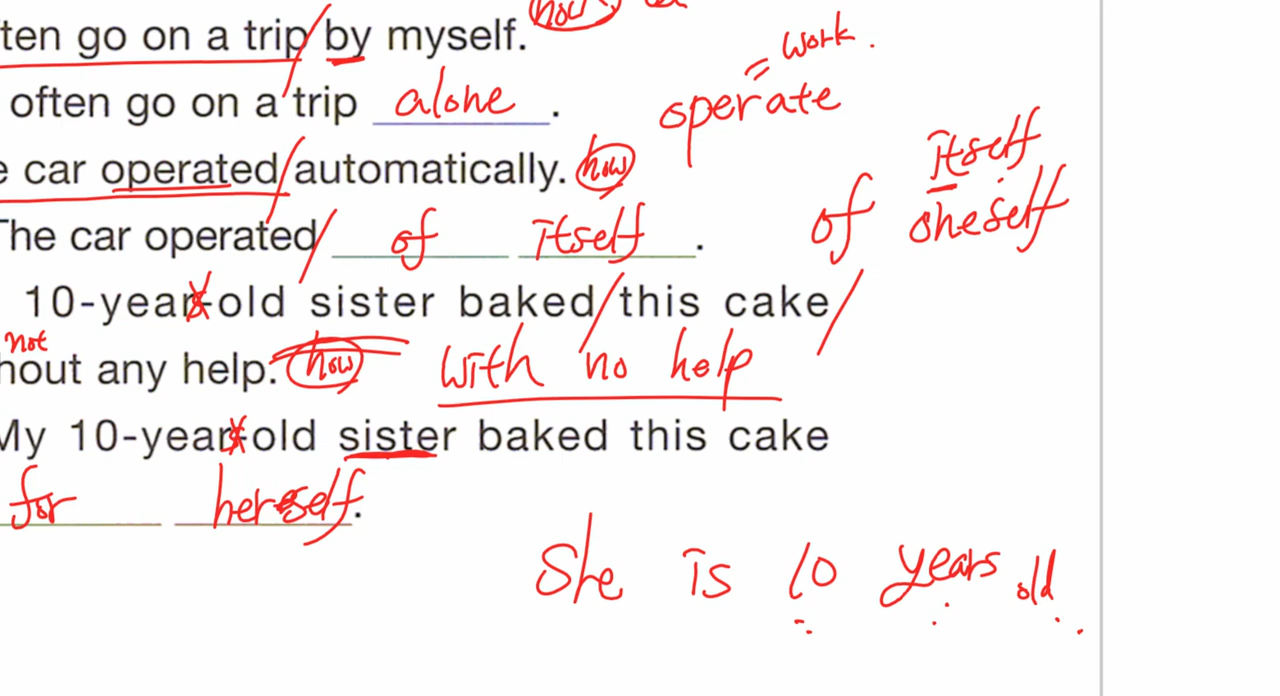 ten go on a trip/by myself. how
= work.
often go on a trip alone. operate
itself
e car operated/automatically. how
The car operated/ of itself. of oneself
10-year-old sister baked/this cake/
not
hout any help. how with no help
My 10-year-old sister baked this cake
for herself.
She is 10 years old